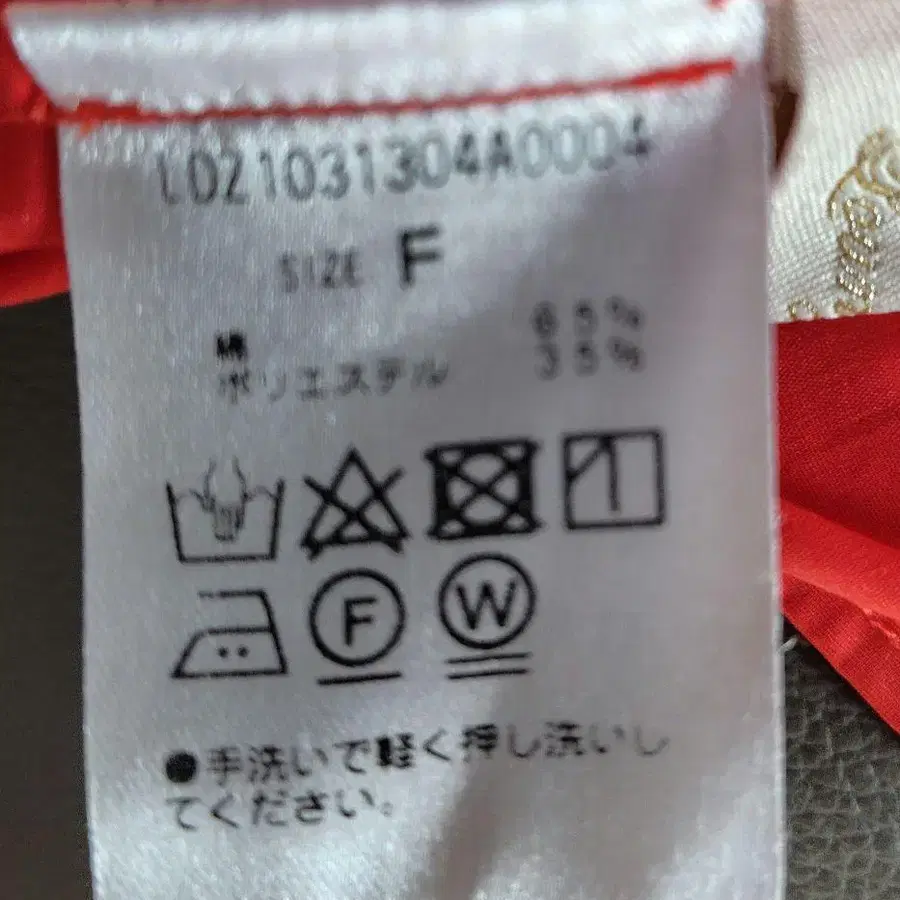 LDZ1031304A0004
SIZE F
綿 65%
ポリエステル 35%
F W
●手洗いで軽く押し洗いし
てください。